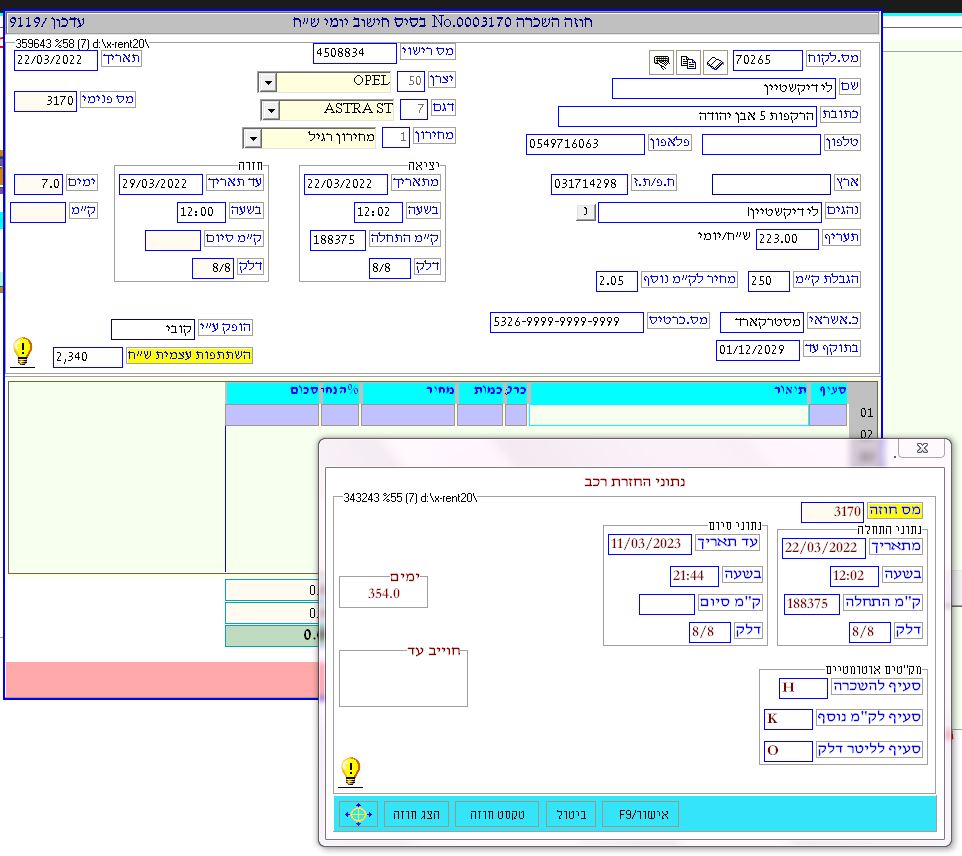 חוזה השכרה No.0003170 בסיס חישוב יומי ש״ח עדכון /9119
359643 %58 (7) d:\x-rent20\
מס.לקוח 70265 מס רישוי 4508834 תאריך 22/03/2022
שם לי דיקשטיין יצרן 50 OPEL
דגם 7 ASTRA ST מס פנימי 3170
כתובת הרקפות 5 אבן יהודה מחירון 1 מחירון רגיל
טלפון פלאפון 0549716063
יציאה חזרה
ארץ ח.פ/ת.ז 031714298 מתאריך 22/03/2022 עד תאריך 29/03/2022 ימים 7.0
נהגים לי דיקשטיין נ בשעה 12:02 בשעה 12:00 ק״מ
תעריף 223.00 ש״ח/יומי ק״מ התחלה 188375 ק״מ סיום
דלק 8/8 דלק 8/8
הגבלת ק״מ 250 מחיר לק״מ נוסף 2.05
כ.אשראי מסטרקארד מס.כרטיס 5326-9999-9999-9999 הופק ע״י קובי
בתוקף עד 01/12/2029 השתתפות עצמית ש״ח 2,340
סעיף תיאור כרט כמות מחיר %הנח סכום
01
02
נתוני החזרת רכב
343243 %55 (7) d:\x-rent20\
מס חוזה 3170
נתוני התחלה נתוני סיום
מתאריך 22/03/2022 עד תאריך 11/03/2023
בשעה 12:02 בשעה 21:44 ימים
ק"מ התחלה 188375 ק"מ סיום 354.0
דלק 8/8 דלק 8/8
חוייב עד
מק"טים אוטומטיים
סעיף להשכרה H
סעיף לק"מ נוסף K
סעיף לליטר דלק O
אישור/F9 ביטול טקסט חוזה הצג חוזה